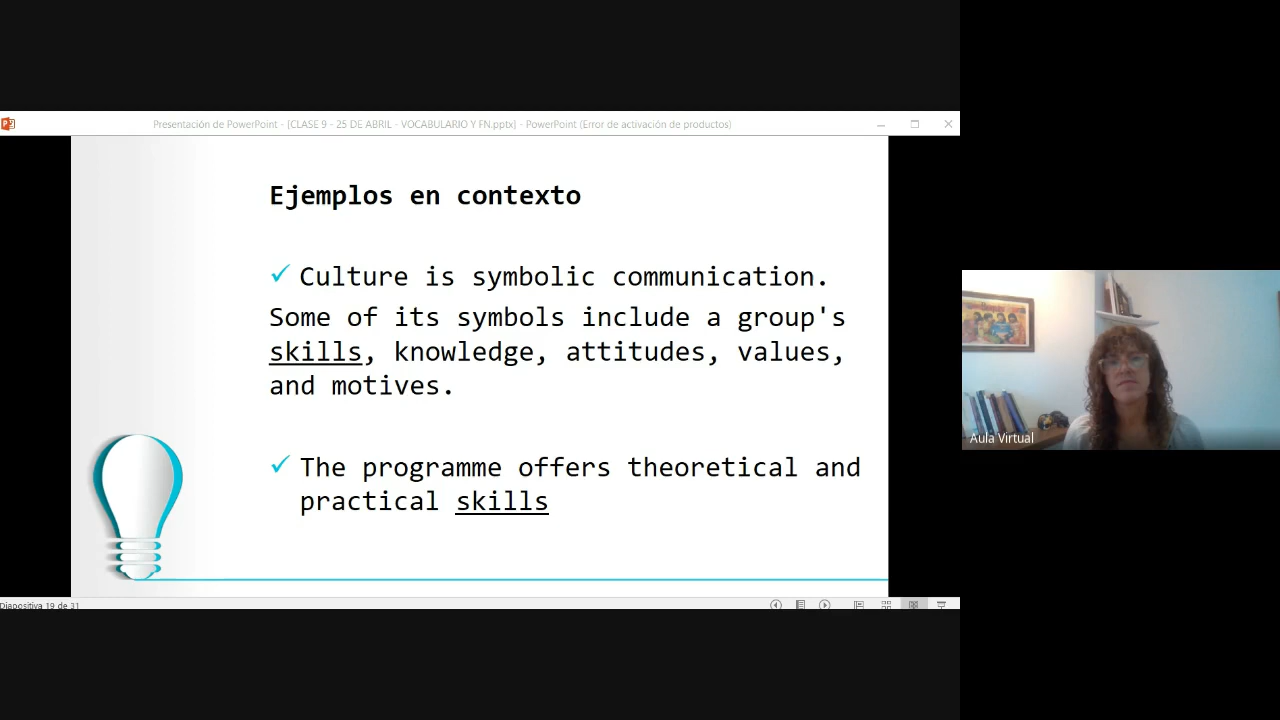 Presentación de PowerPoint - [CLASE 9 - 25 DE ABRIL - VOCABULARIO Y FN.pptx] - PowerPoint (Error de activación de productos)
Ejemplos en contexto
✓ Culture is symbolic communication.
Some of its symbols include a group's
skills, knowledge, attitudes, values,
and motives.
✓ The programme offers theoretical and
practical skills
Aula Virtual
Diapositiva 19 de 31